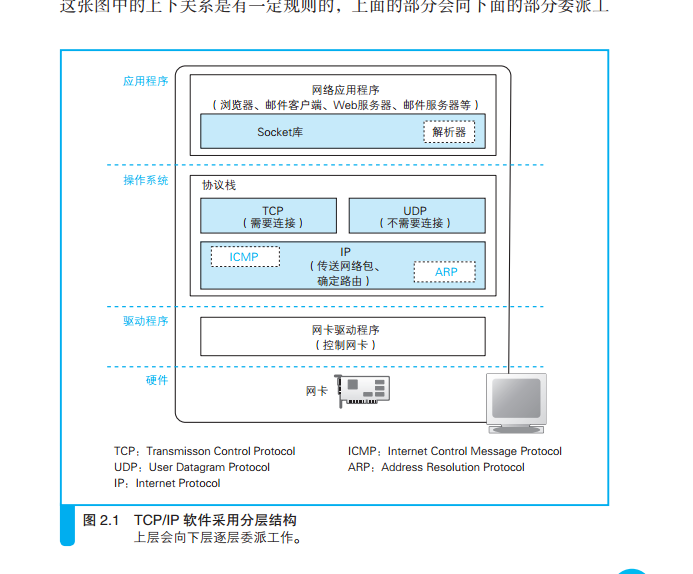 这张图中的上下关系是有一定规则的，上面的部分会向下面的部分委派工
应用程序
网络应用程序
（浏览器、邮件客户端、Web服务器、邮件服务器等）
Socket库
解析器
操作系统
协议栈
TCP
（需要连接）
UDP
（不需要连接）
ICMP
IP
（传送网络包、
确定路由）
ARP
驱动程序
网卡驱动程序
（控制网卡）
硬件
网卡
TCP：Transmisson Control Protocol
UDP：User Datagram Protocol
IP：Internet Protocol
ICMP：Internet Control Message Protocol
ARP：Address Resolution Protocol
图 2.1 TCP/IP 软件采用分层结构
上层会向下层逐层委派工作。